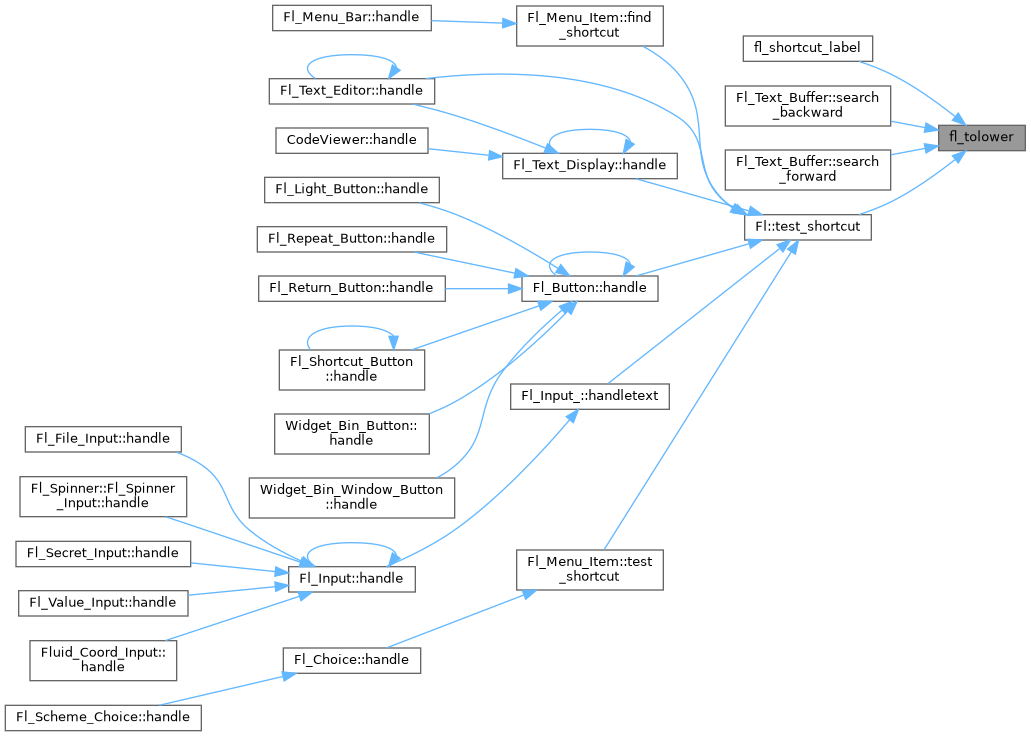 Fl_Menu_Bar::handle
Fl_Menu_Item::find
_shortcut
fl_shortcut_label
Fl_Text_Editor::handle
Fl_Text_Buffer::search
_backward
fl_tolower
CodeViewer::handle
Fl_Text_Display::handle
Fl_Text_Buffer::search
_forward
Fl_Light_Button::handle
Fl::test_shortcut
Fl_Repeat_Button::handle
Fl_Return_Button::handle
Fl_Button::handle
Fl_Shortcut_Button
::handle
Fl_Input_::handletext
Widget_Bin_Button::
handle
Fl_File_Input::handle
Widget_Bin_Window_Button
::handle
Fl_Spinner::Fl_Spinner
_Input::handle
Fl_Secret_Input::handle
Fl_Input::handle
Fl_Menu_Item::test
_shortcut
Fl_Value_Input::handle
Fluid_Coord_Input::
handle
Fl_Choice::handle
Fl_Scheme_Choice::handle